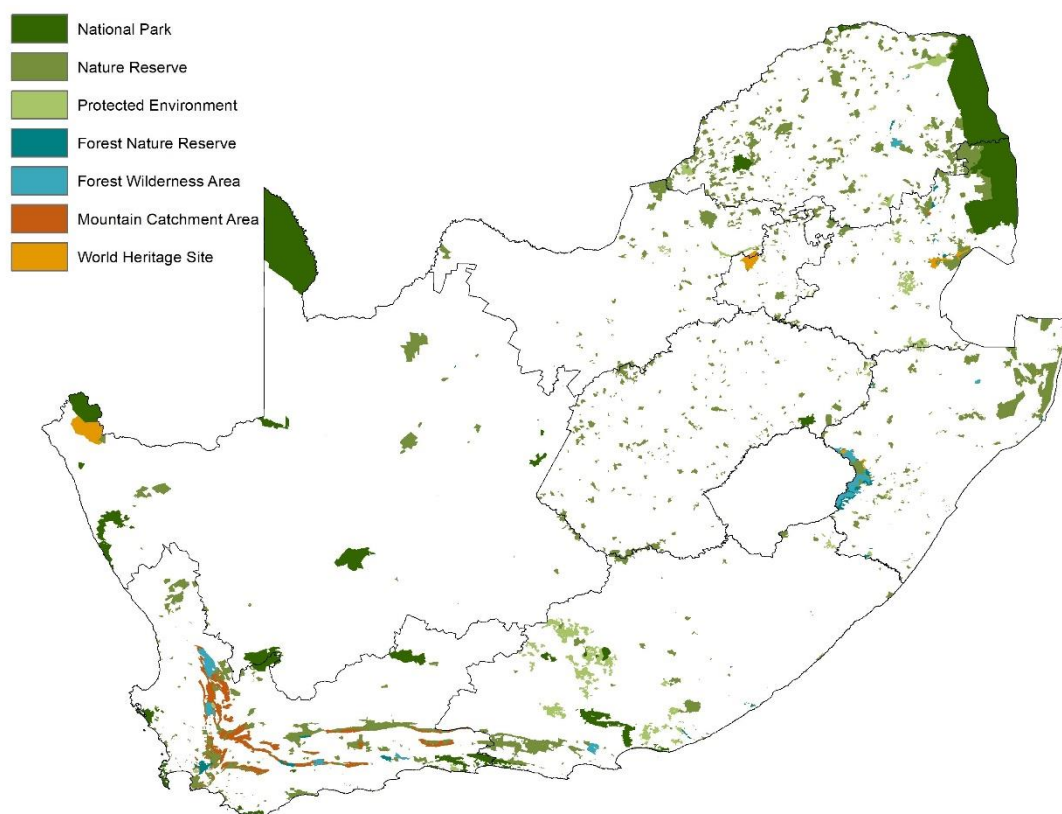 National Park
Nature Reserve
Protected Environment
Forest Nature Reserve
Forest Wilderness Area
Mountain Catchment Area
World Heritage Site